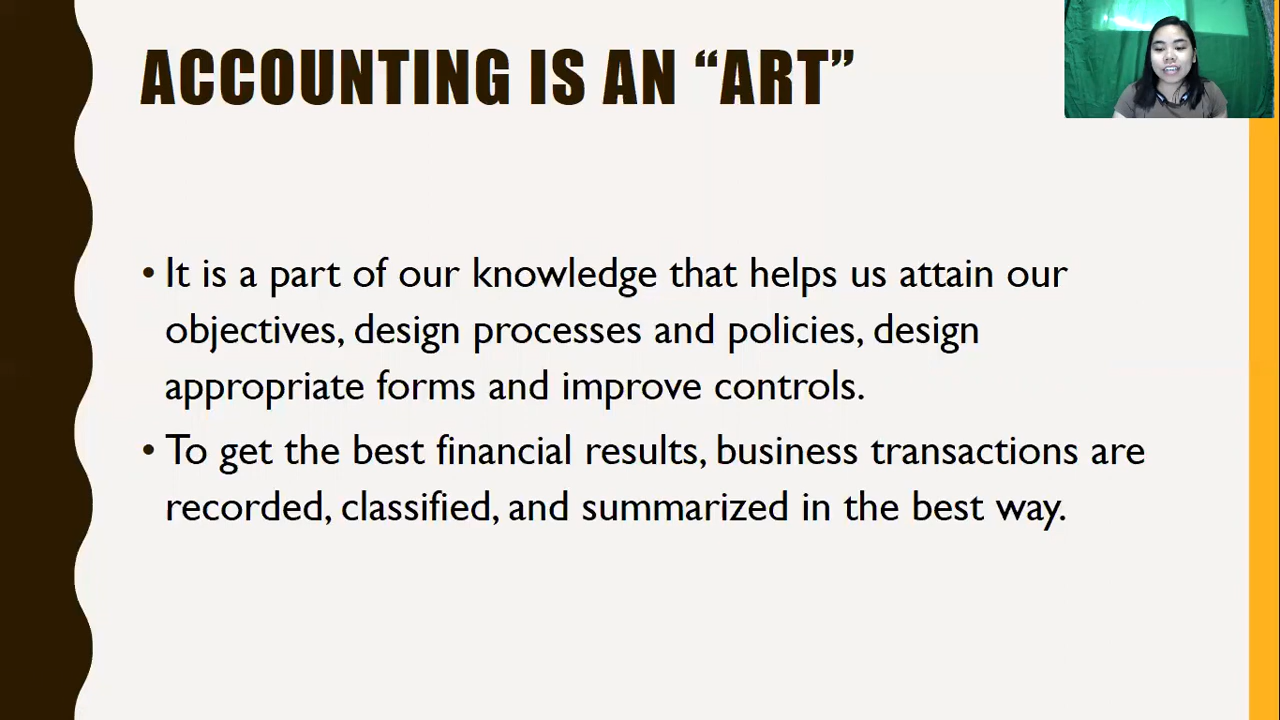 ACCOUNTING IS AN “ART”
• It is a part of our knowledge that helps us attain our
objectives, design processes and policies, design
appropriate forms and improve controls.
• To get the best financial results, business transactions are
recorded, classified, and summarized in the best way.